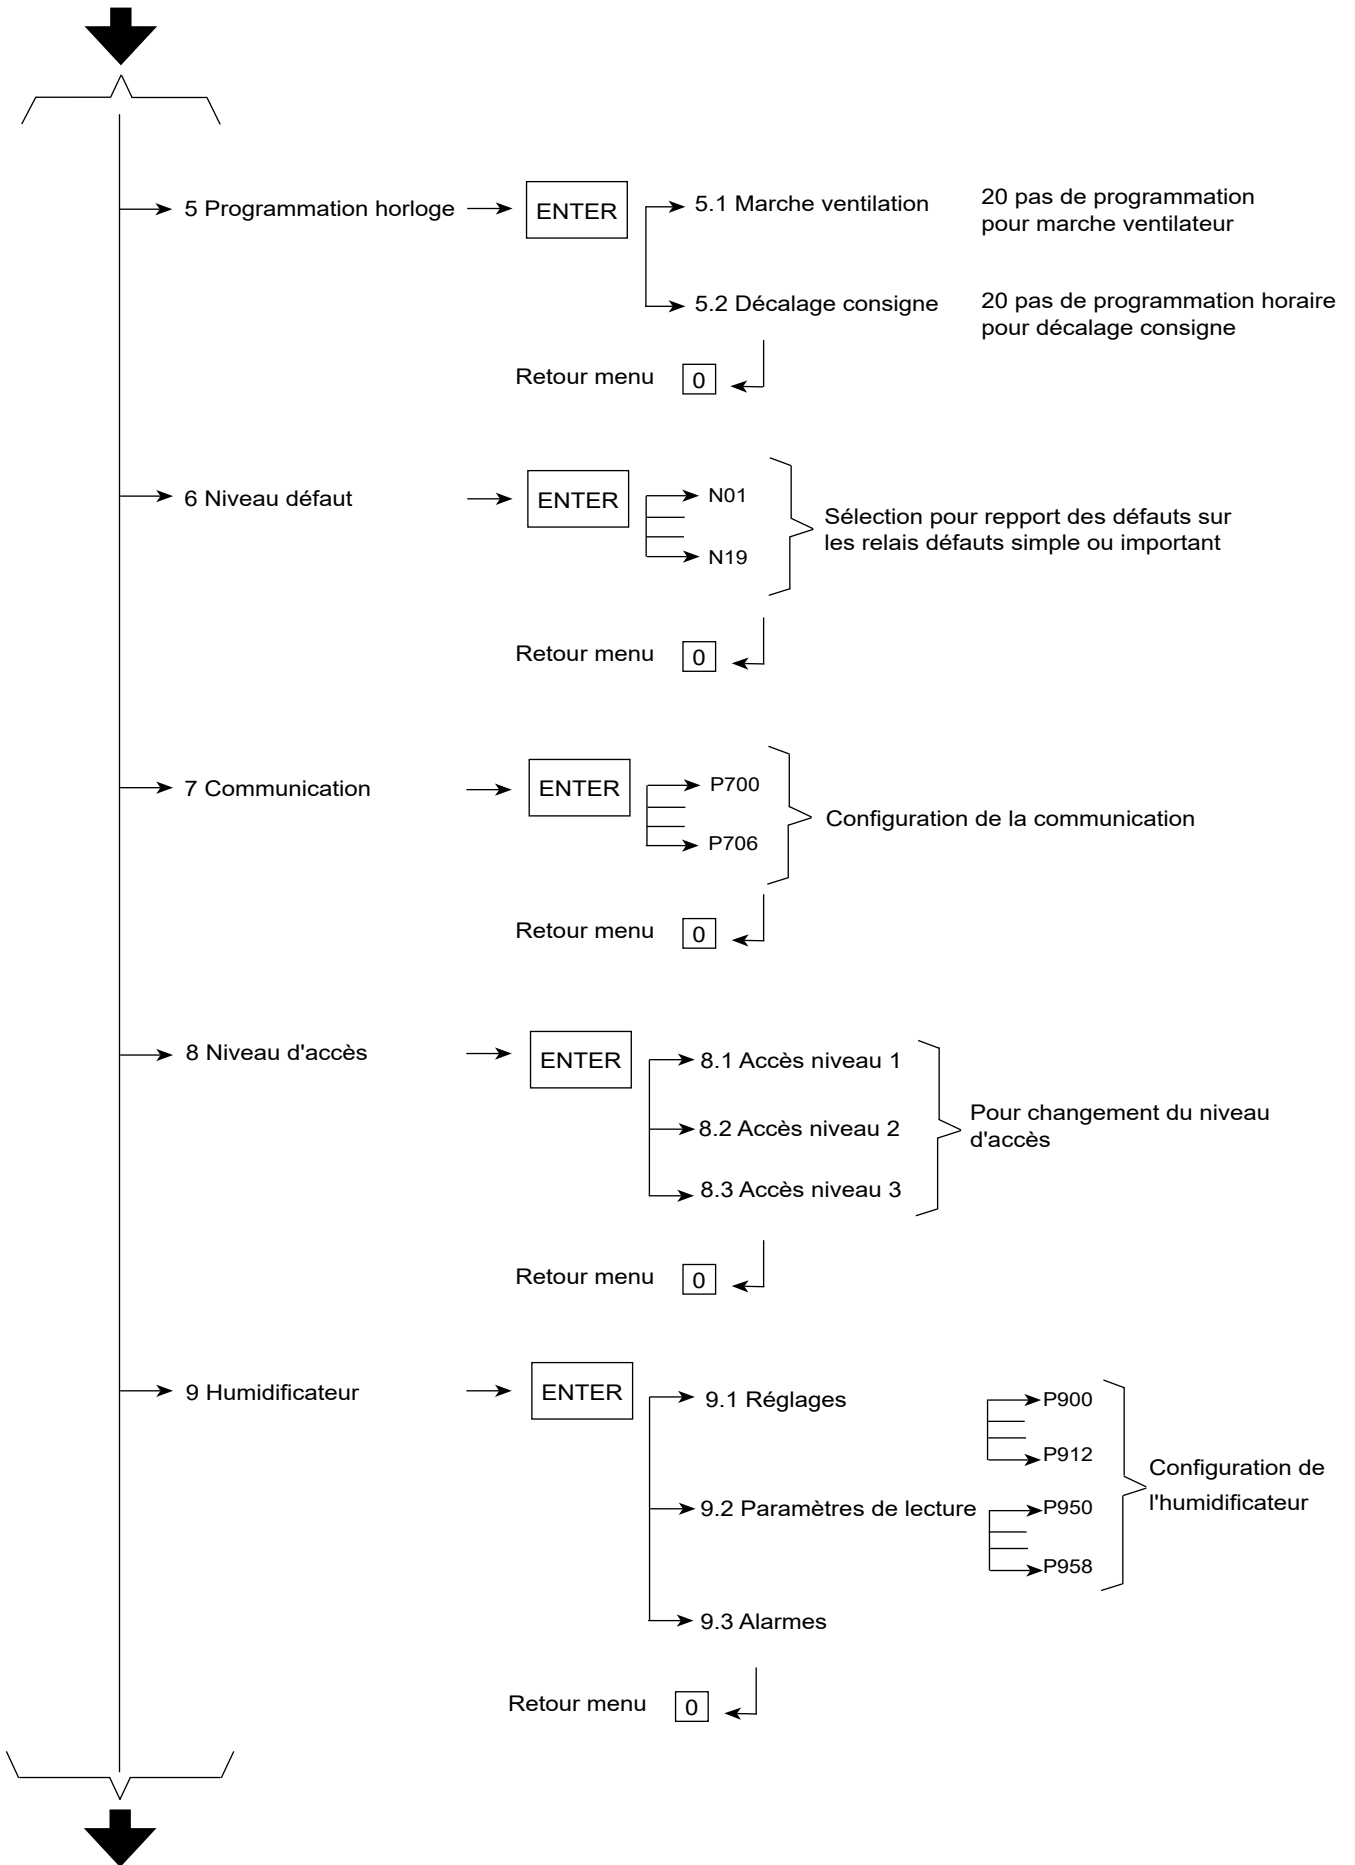 5 Programmation horloge
ENTER
5.1 Marche ventilation
20 pas de programmation
pour marche ventilateur
5.2 Décalage consigne
20 pas de programmation horaire
pour décalage consigne
Retour menu 0
6 Niveau défaut
ENTER
N01
N19
Sélection pour repport des défauts sur
les relais défauts simple ou important
Retour menu 0
7 Communication
ENTER
P700
P706
Configuration de la communication
Retour menu 0
8 Niveau d'accès
ENTER
8.1 Accès niveau 1
8.2 Accès niveau 2
8.3 Accès niveau 3
Pour changement du niveau
d'accès
Retour menu 0
9 Humidificateur
ENTER
9.1 Réglages
P900
P912
9.2 Paramètres de lecture
P950
P958
Configuration de
l'humidificateur
9.3 Alarmes
Retour menu 0